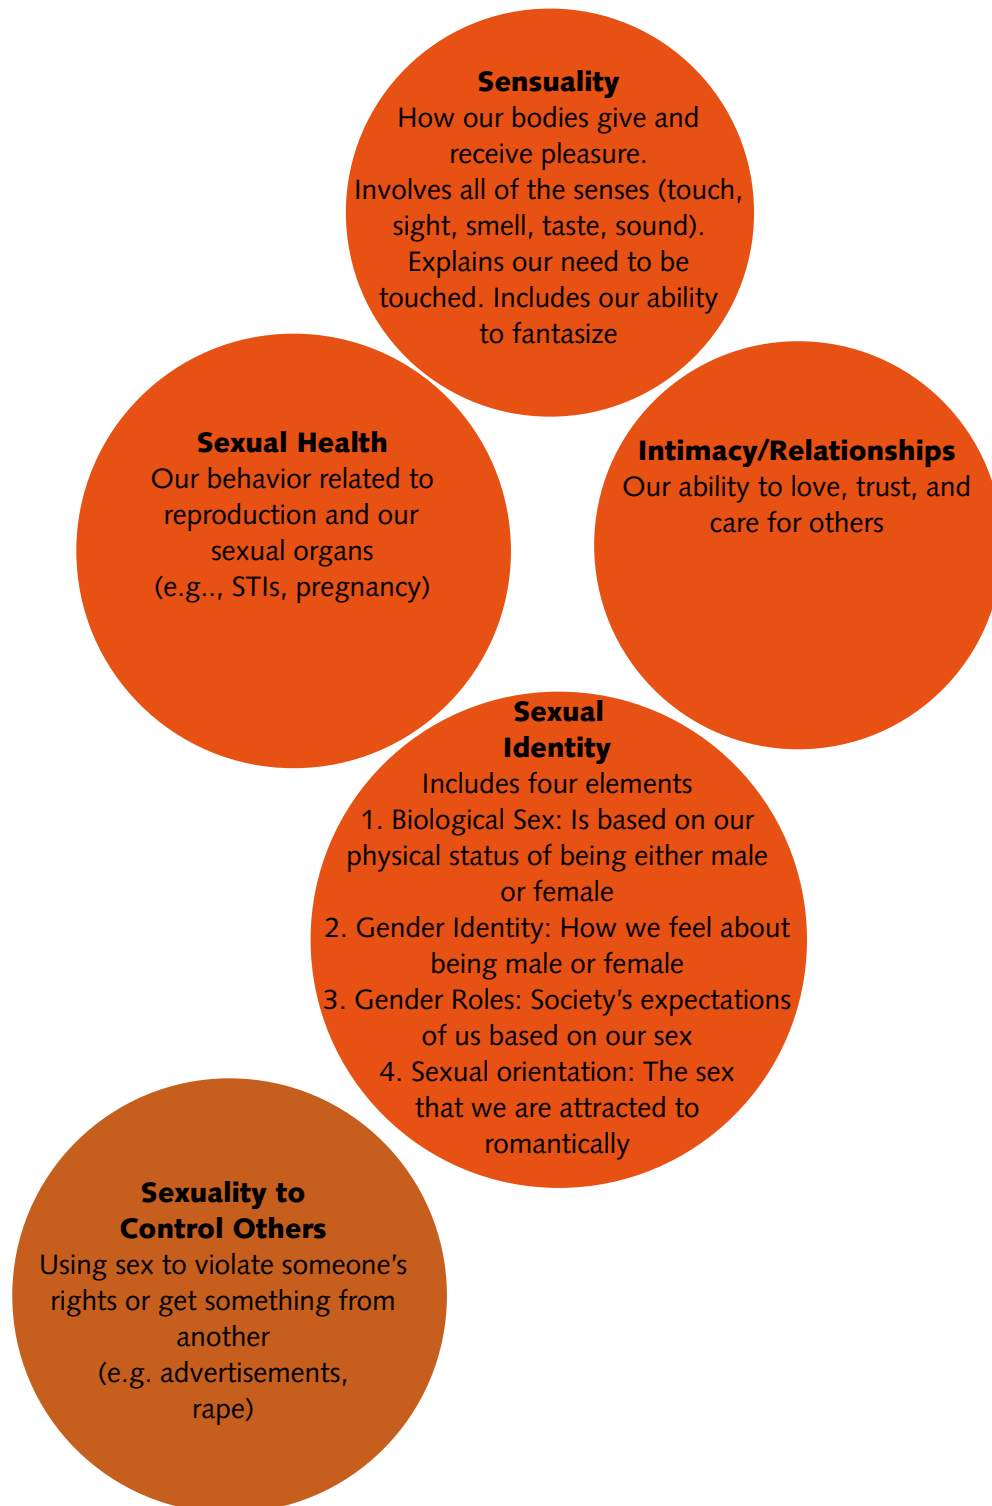 Sensuality
How our bodies give and
receive pleasure.
Involves all of the senses (touch,
sight, smell, taste, sound).
Explains our need to be
touched. Includes our ability
to fantasize
Sexual Health
Our behavior related to
reproduction and our
sexual organs
(e.g.., STIs, pregnancy)
Intimacy/Relationships
Our ability to love, trust, and
care for others
Sexual
Identity
Includes four elements
1. Biological Sex: Is based on our
physical status of being either male
or female
2. Gender Identity: How we feel about
being male or female
3. Gender Roles: Society’s expectations
of us based on our sex
4. Sexual orientation: The sex
that we are attracted to
romantically
Sexuality to
Control Others
Using sex to violate someone’s
rights or get something from
another
(e.g. advertisements,
rape)